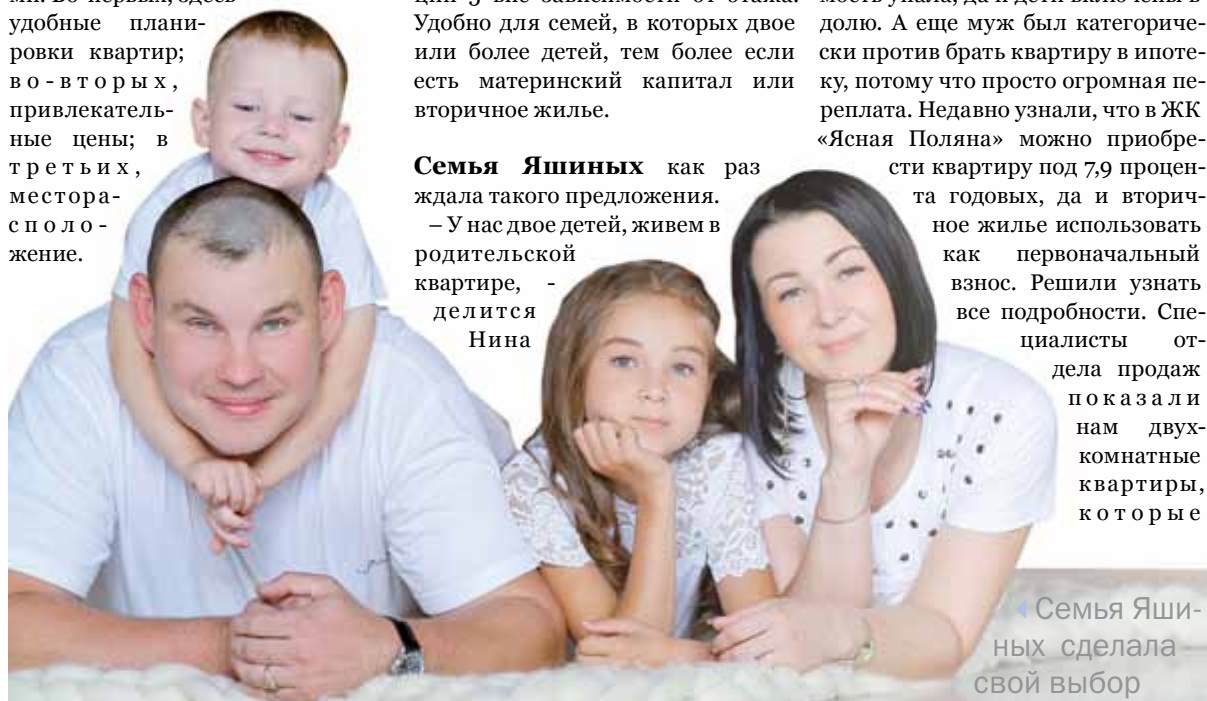 ми. Во-первых, здесь
удобные плани-
ровки квартир;
во-вторых,
привлекатель-
ные цены; в
третьих,
местора-
споло-
жение.
вне зависимости от этажа.
Удобно для семей, в которых двое
или более детей, тем более если
есть материнский капитал или
вторичное жилье.
Семья Яшиных как раз
ждала такого предложения.
– У нас двое детей, живем в
родительской
квартире, -
делится
Нина
мость упала, да и дети включены в
долю. А еще муж был категориче-
ски против брать квартиру в ипоте-
ку, потому что просто огромная пе-
реплата. Недавно узнали, что в ЖК
«Ясная Поляна» можно приобре-
сти квартиру под 7,9 процен-
та годовых, да и вторич-
ное жилье использовать
как первоначальный
взнос. Решили узнать
все подробности. Спе-
циалисты от-
дела продаж
показали
нам двух-
комнатные
квартиры,
которые
Семья Яши-
ных сделала
свой выбор